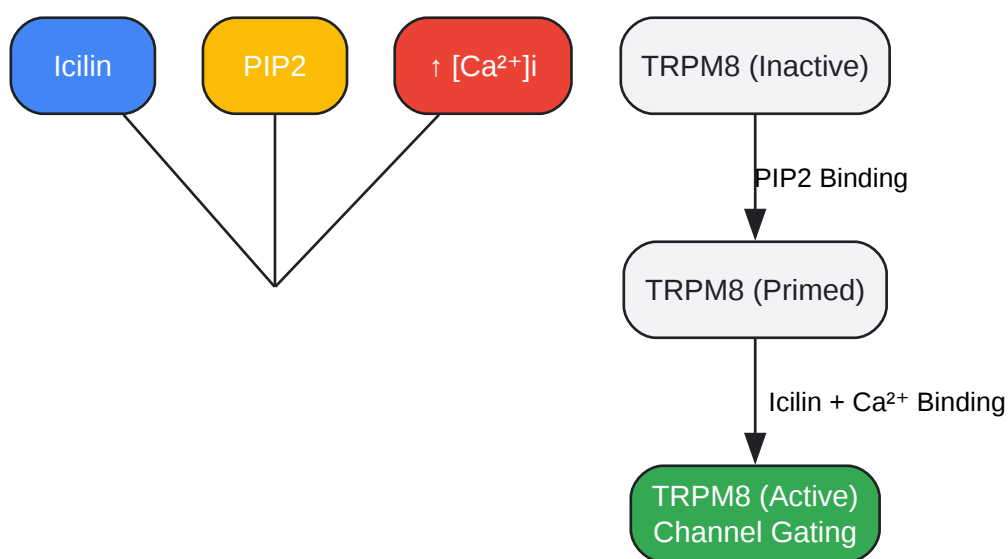 Icilin
PIP2
↑ [Ca²⁺]i
TRPM8 (Inactive)
PIP2 Binding
TRPM8 (Primed)
Icilin + Ca²⁺ Binding
TRPM8 (Active)
Channel Gating